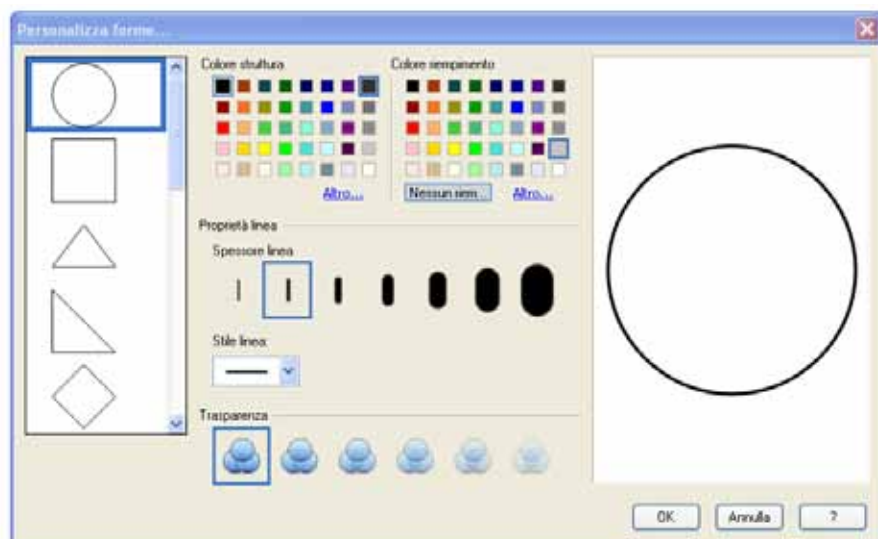 Personalizza forme...
Colore struttura
Colore riempimento
Altro...
Nessun riem...
Altro...
Proprietà linea
Spessore linea
Stile linea:
Trasparenza
OK
Annulla
?